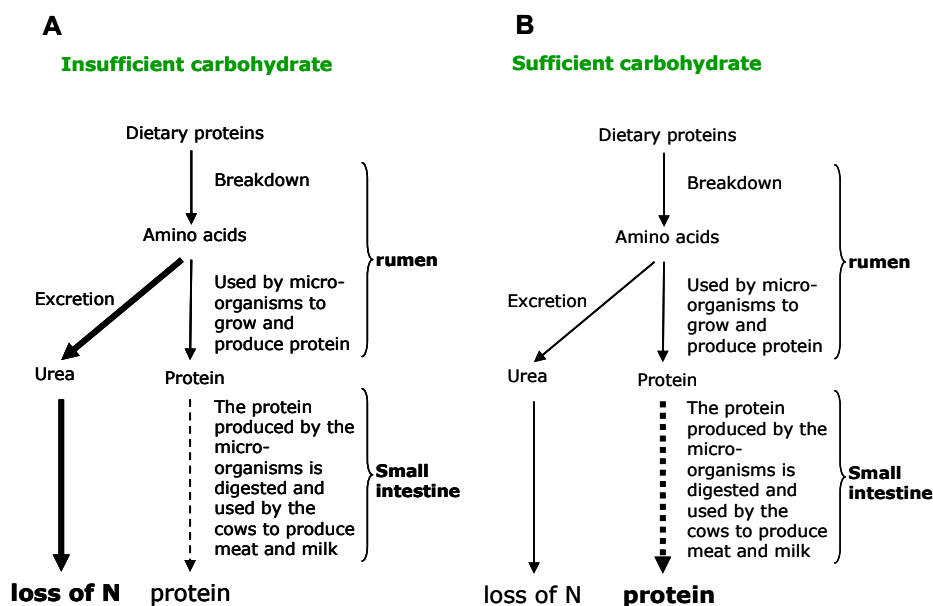 A
Insufficient carbohydrate
Dietary proteins
Breakdown
Amino acids
rumen
Excretion
Used by micro-
organisms to
grow and
produce protein
Urea
Protein
The protein
produced by the
micro-
organisms is
digested and
used by the
cows to produce
meat and milk
Small
intestine
loss of N
protein
B
Sufficient carbohydrate
Dietary proteins
Breakdown
Amino acids
rumen
Excretion
Used by micro-
organisms to
grow and
produce protein
Urea
Protein
The protein
produced by the
micro-
organisms is
digested and
used by the
cows to produce
meat and milk
Small
intestine
loss of N
protein